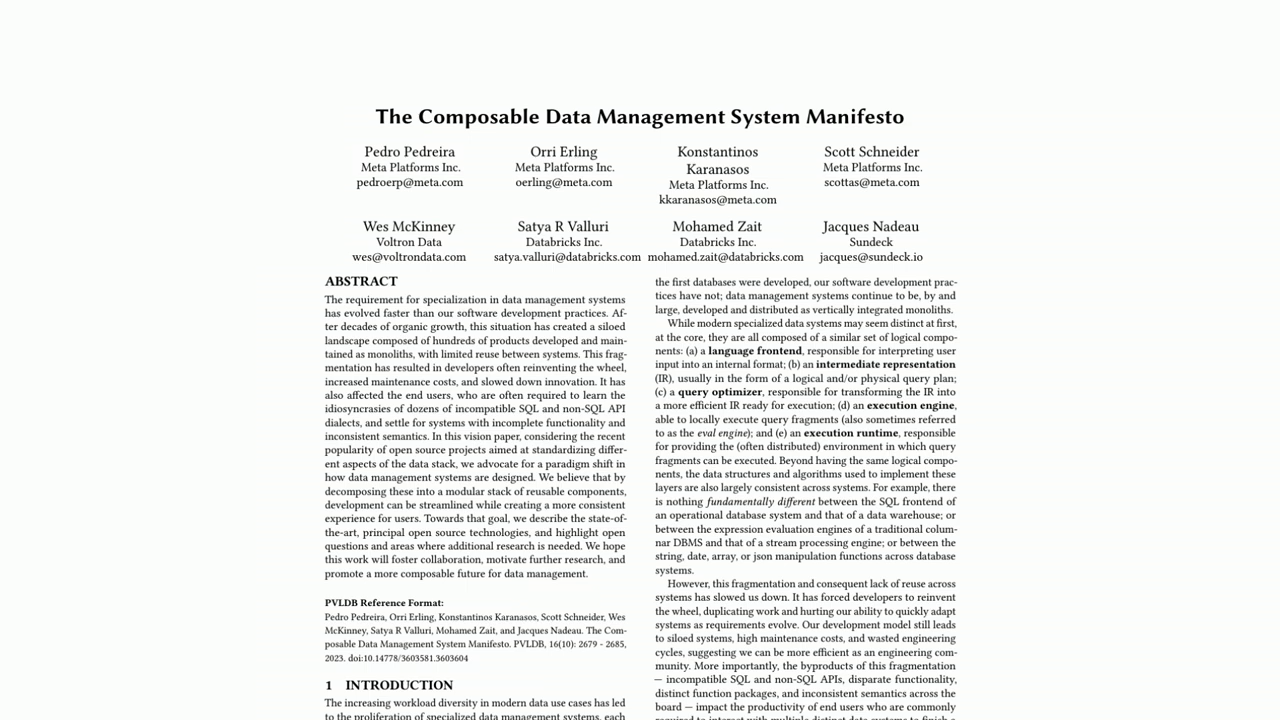 The Composable Data Management System Manifesto
Pedro Pedreira
Meta Platforms Inc.
pedroerp@meta.com
Orri Erling
Meta Platforms Inc.
oerling@meta.com
Konstantinos
Karanasos
Meta Platforms Inc.
kkaranasos@meta.com
Scott Schneider
Meta Platforms Inc.
scottas@meta.com
Wes McKinney
Voltron Data
wes@voltrondata.com
Satya R Valluri
Databricks Inc.
satya.valluri@databricks.com
Mohamed Zait
Databricks Inc.
mohamed.zait@databricks.com
Jacques Nadeau
Sundeck
jacques@sundeck.io
ABSTRACT
The requirement for specialization in data management systems
has evolved faster than our software development practices. Af-
ter decades of organic growth, this situation has created a siloed
landscape composed of hundreds of products developed and main-
tained as monoliths, with limited reuse between systems. This frag-
mentation has resulted in developers often reinventing the wheel,
increased maintenance costs, and slowed down innovation. It has
also affected the end users, who are often required to learn the
idiosyncrasies of dozens of incompatible SQL and non-SQL API
dialects, and settle for systems with incomplete functionality and
inconsistent semantics. In this vision paper, considering the recent
popularity of open source projects aimed at standardizing differ-
ent aspects of the data stack, we advocate for a paradigm shift in
how data management systems are designed. We believe that by
decomposing these into a modular stack of reusable components,
development can be streamlined while creating a more consistent
experience for users. Towards that goal, we describe the state-of-
the-art, principal open source technologies, and highlight open
questions and areas where additional research is needed. We hope
this work will foster collaboration, motivate further research, and
promote a more composable future for data management.
PVLDB Reference Format:
Pedro Pedreira, Orri Erling, Konstantinos Karanasos, Scott Schneider, Wes
McKinney, Satya R Valluri, Mohamed Zait, and Jacques Nadeau. The Com-
posable Data Management System Manifesto. PVLDB, 16(10): 2679 - 2685,
2023. doi:10.14778/3603581.3603604
1 INTRODUCTION
The increasing workload diversity in modern data use cases has led
to the proliferation of specialized data management systems, each
the first databases were developed, our software development prac-
tices have not; data management systems continue to be, by and
large, developed and distributed as vertically integrated monoliths.
While modern specialized data systems may seem distinct at first,
at the core, they are all composed of a similar set of logical compo-
nents: (a) a language frontend, responsible for interpreting user
input into an internal format; (b) an intermediate representation
(IR), usually in the form of a logical and/or physical query plan;
(c) a query optimizer, responsible for transforming the IR into
a more efficient IR ready for execution; (d) an execution engine,
able to locally execute query fragments (also sometimes referred
to as the eval engine); and (e) an execution runtime, responsible
for providing the (often distributed) environment in which query
fragments can be executed. Beyond having the same logical compo-
nents, the data structures and algorithms used to implement these
layers are also largely consistent across systems. For example, there
is nothing fundamentally different between the SQL frontend of
an operational database system and that of a data warehouse; or
between the expression evaluation engines of a traditional colum-
nar DBMS and that of a stream processing engine; or between the
string, date, array, or json manipulation functions across database
systems.
However, this fragmentation and consequent lack of reuse across
systems has slowed us down. It has forced developers to reinvent
the wheel, duplicating work and hurting our ability to quickly adapt
systems as requirements evolve. Our development model still leads
to siloed systems, high maintenance costs, and wasted engineering
cycles, suggesting we can be more efficient as an engineering com-
munity. More importantly, the byproducts of this fragmentation
— incompatible SQL and non-SQL APIs, disparate functionality,
distinct function packages, and inconsistent semantics across the
board — impact the productivity of end users who are commonly
required to interact with multiple distinct data systems to finish a